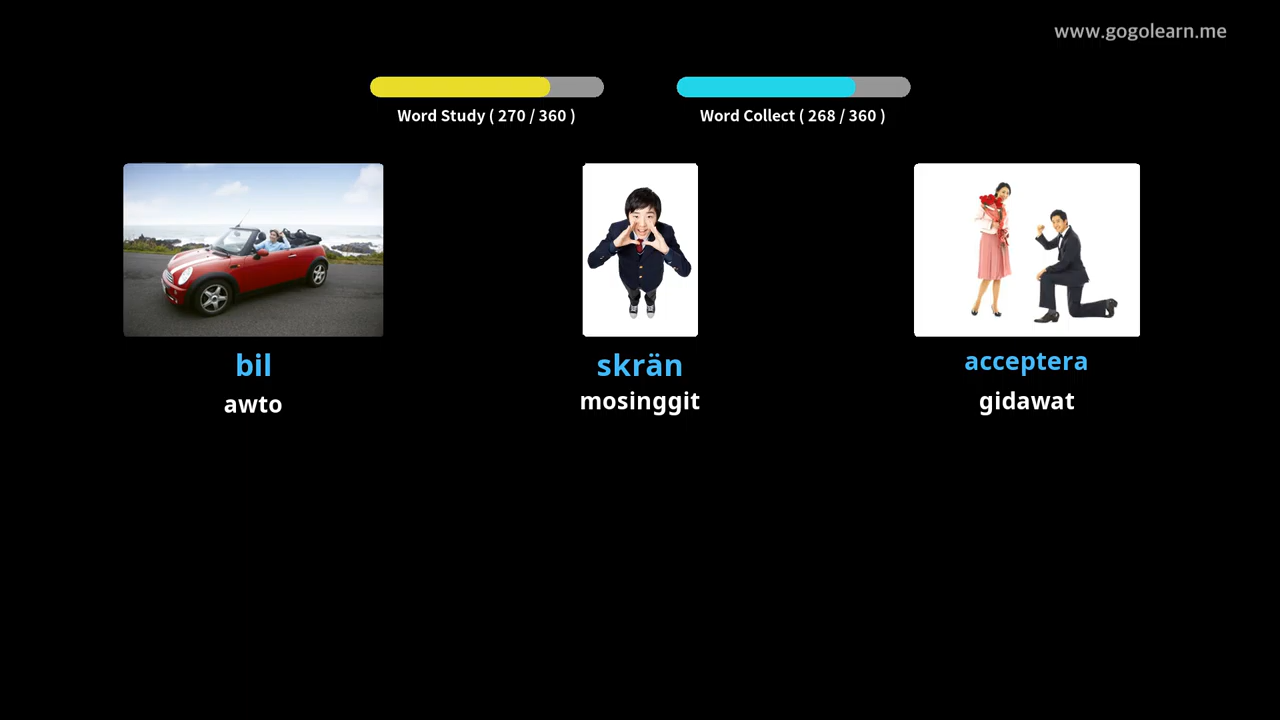 www.gogolearn.me
Word Study ( 270 / 360 )
Word Collect ( 268 / 360 )
bil
skrän
acceptera
awto
mosinggit
gidawat